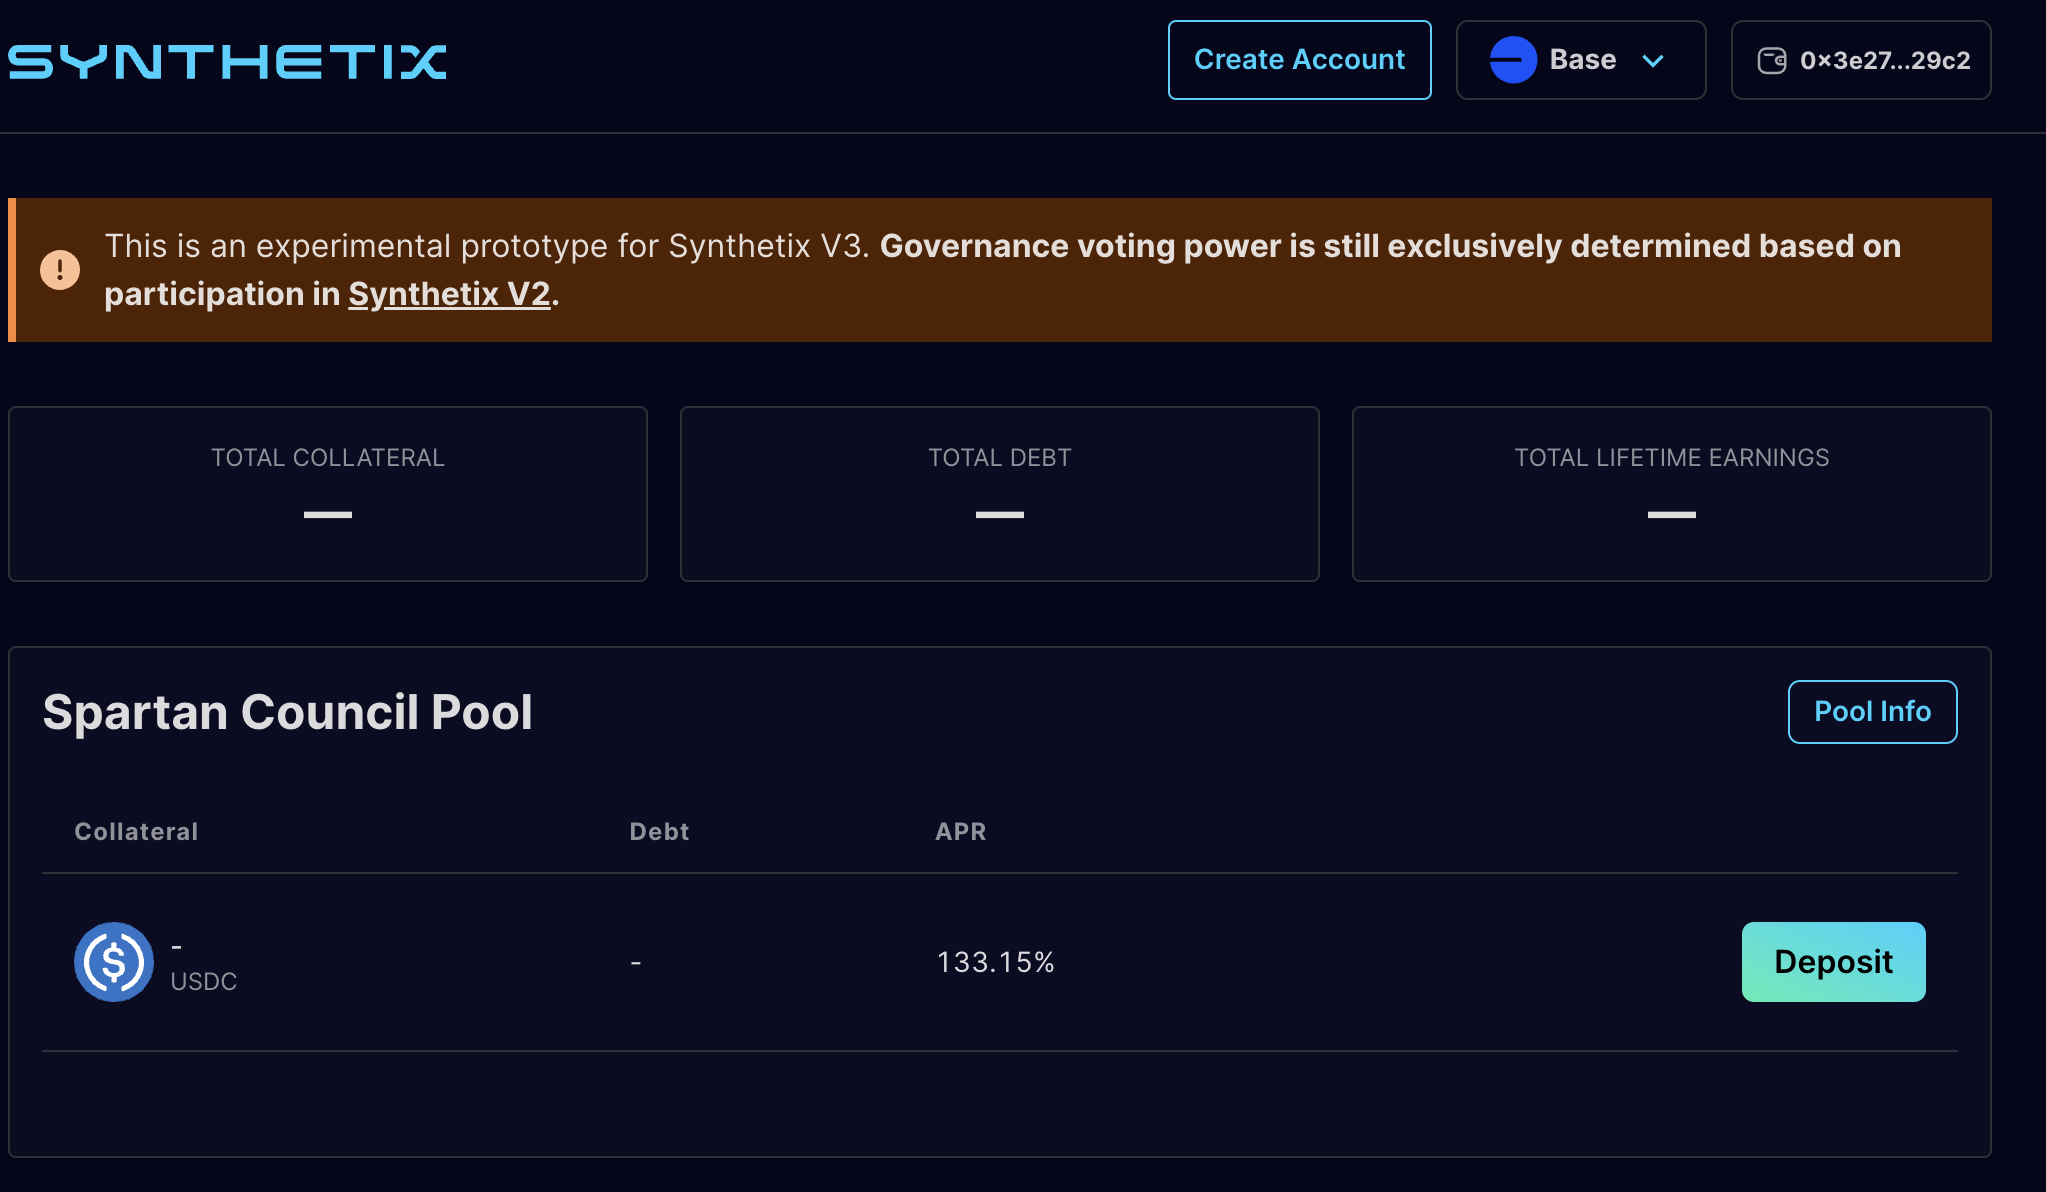 SYNTHETIX
Create Account
Base
0×3e27...29c2
This is an experimental prototype for Synthetix V3. Governance voting power is still exclusively determined based on
participation in Synthetix V2.
TOTAL COLLATERAL
—
TOTAL DEBT
—
TOTAL LIFETIME EARNINGS
—
Spartan Council Pool
Pool Info
Collateral Debt APR
-
USDC
-
133.15%
Deposit